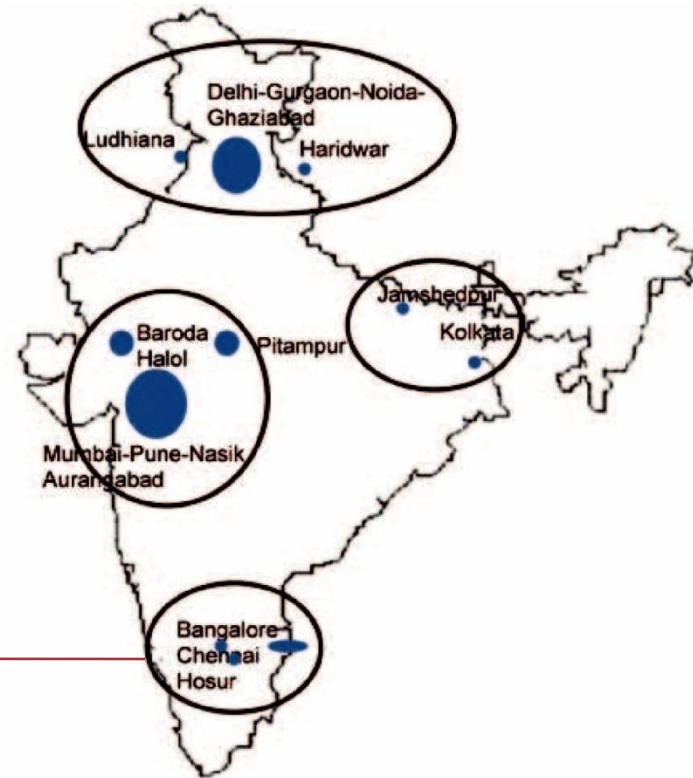 Delhi-Gurgaon-Noida-
Ghaziabad
Ludhiana
Haridwar
Jamshedpur
Kolkata
Baroda
Halol
Pitampur
Mumbai-Pune-Nasik
Aurangabad
Bangalore
Chennai
Hosur